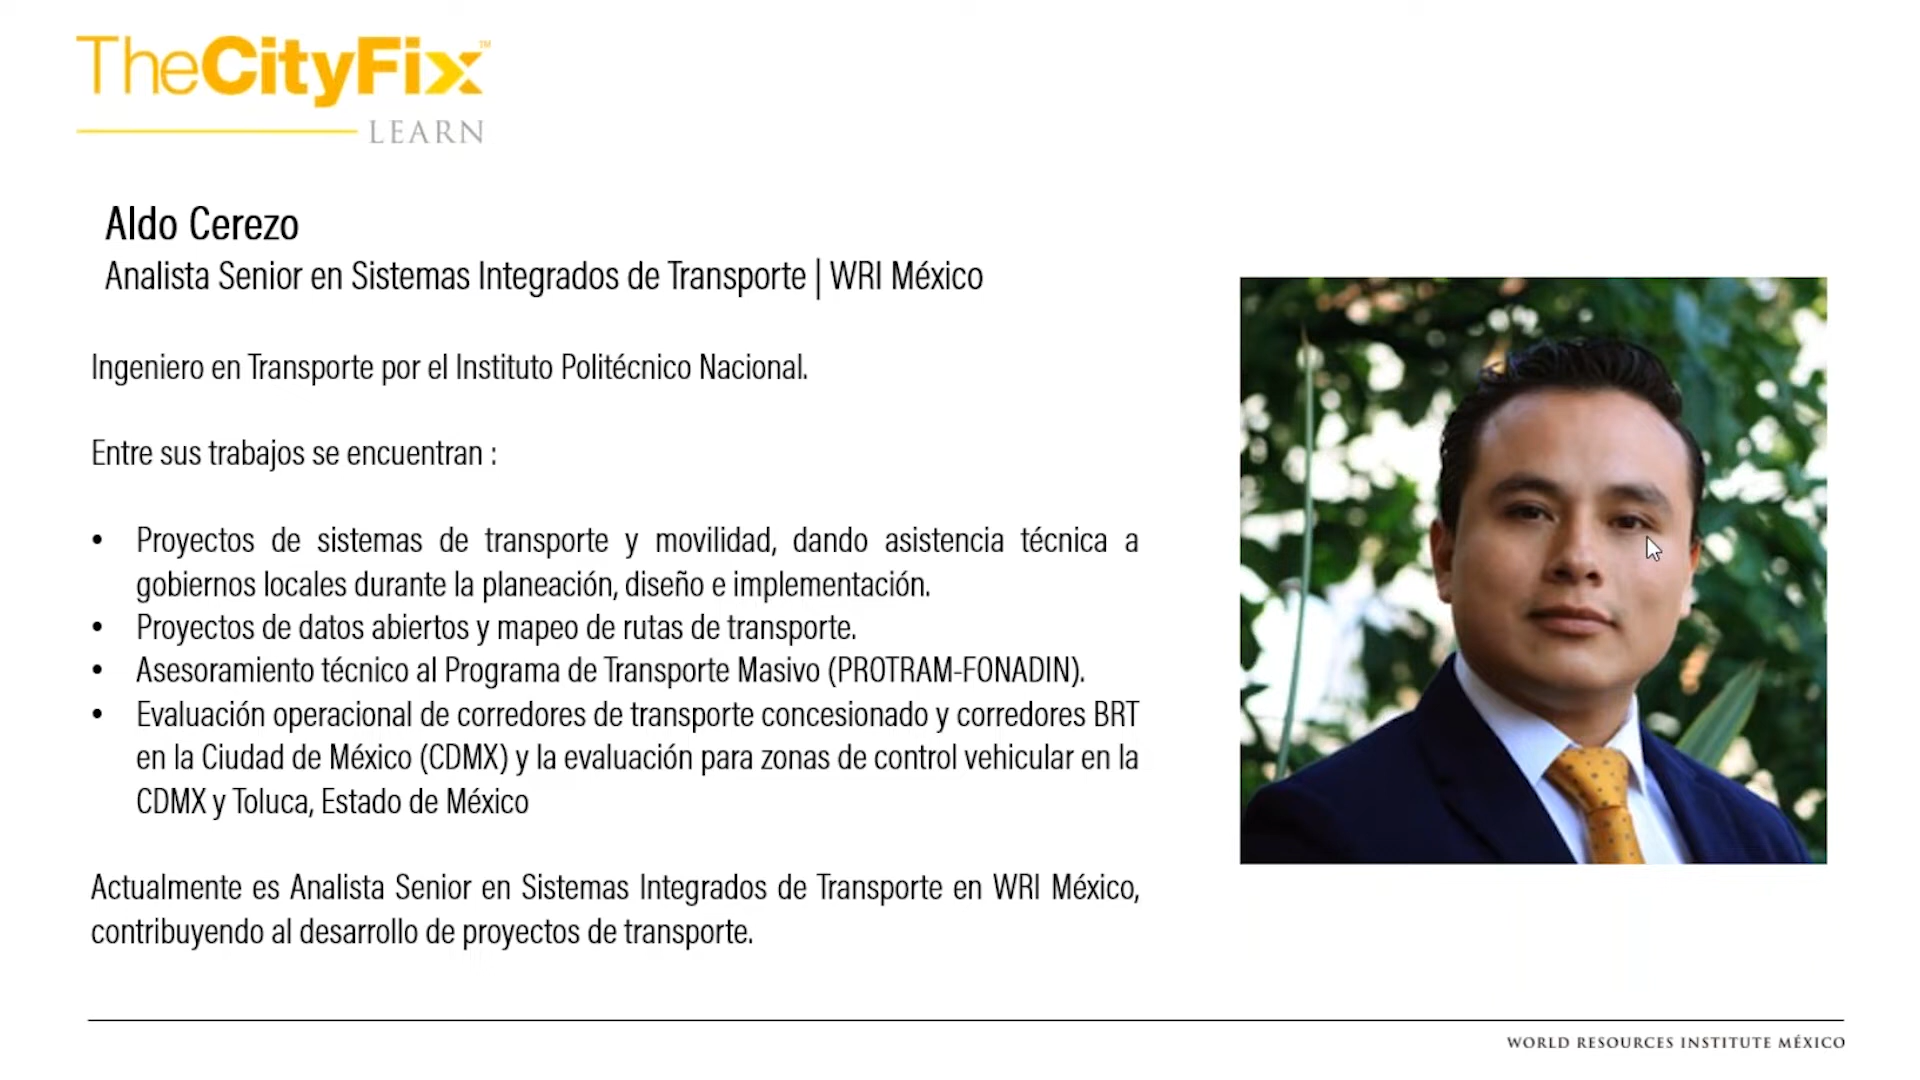 TheCityFix™
LEARN
Aldo Cerezo
Analista Senior en Sistemas Integrados de Transporte | WRI México
Ingeniero en Transporte por el Instituto Politécnico Nacional.
Entre sus trabajos se encuentran :
• Proyectos de sistemas de transporte y movilidad, dando asistencia técnica a
gobiernos locales durante la planeación, diseño e implementación.
• Proyectos de datos abiertos y mapeo de rutas de transporte.
• Asesoramiento técnico al Programa de Transporte Masivo (PROTRAM-FONADIN).
• Evaluación operacional de corredores de transporte concesionado y corredores BRT
en la Ciudad de México (CDMX) y la evaluación para zonas de control vehicular en la
CDMX y Toluca, Estado de México
Actualmente es Analista Senior en Sistemas Integrados de Transporte en WRI México,
contribuyendo al desarrollo de proyectos de transporte.
WORLD RESOURCES INSTITUTE MÉXICO